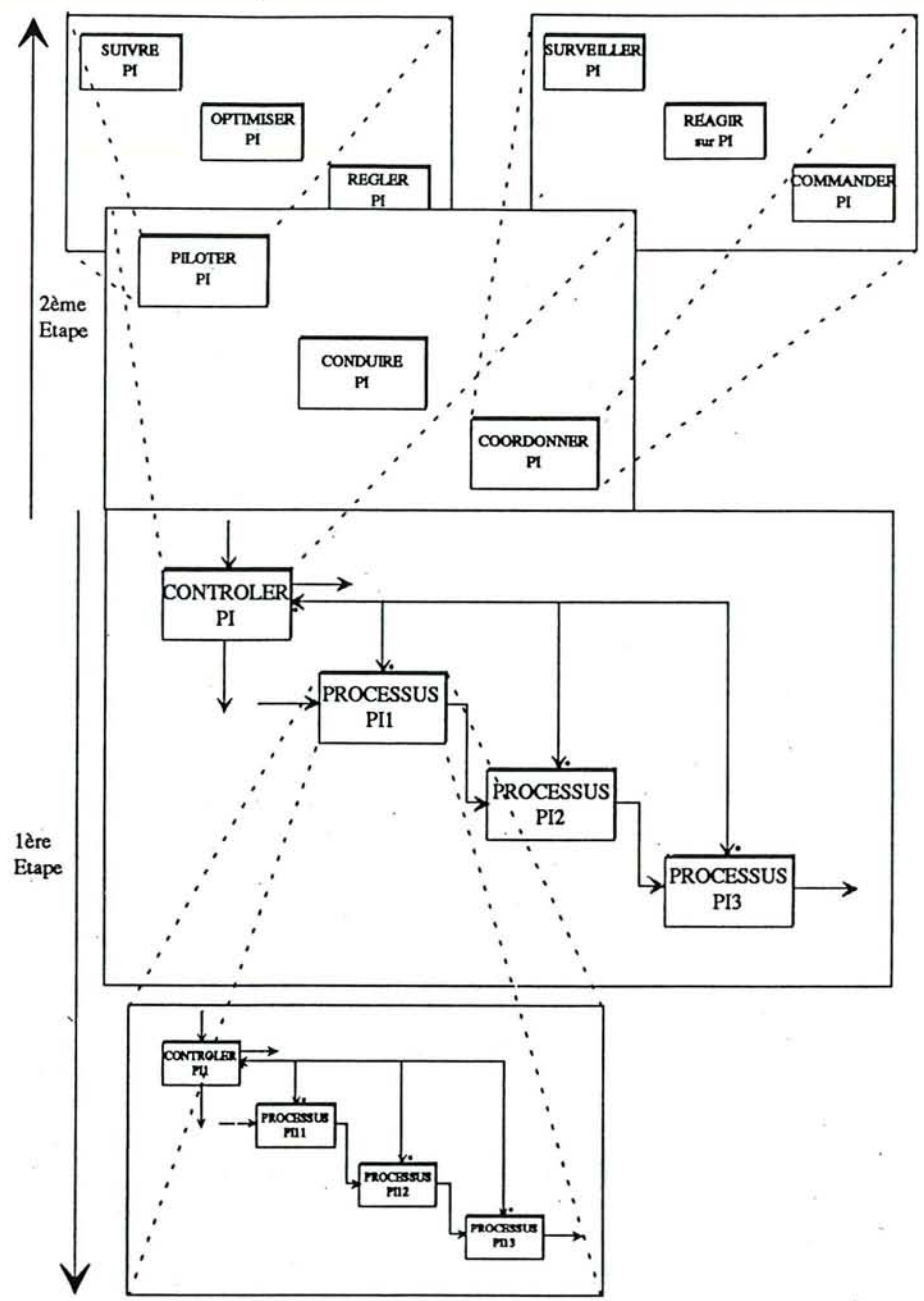 SUIVRE
PI
OPTIMISER
PI
REGLER
PI
SURVEILLER
PI
REAGIR
sur PI
COMMANDER
PI
PILOTER
PI
CONDUIRE
PI
COORDONNER
PI
2ème
Etape
CONTROLER
PI
PROCESSUS
PI1
PROCESSUS
PI2
PROCESSUS
PI3
1ère
Etape
CONTROLER
PI1
PROCESSUS
PI11
PROCESSUS
PI12
PROCESSUS
PI13